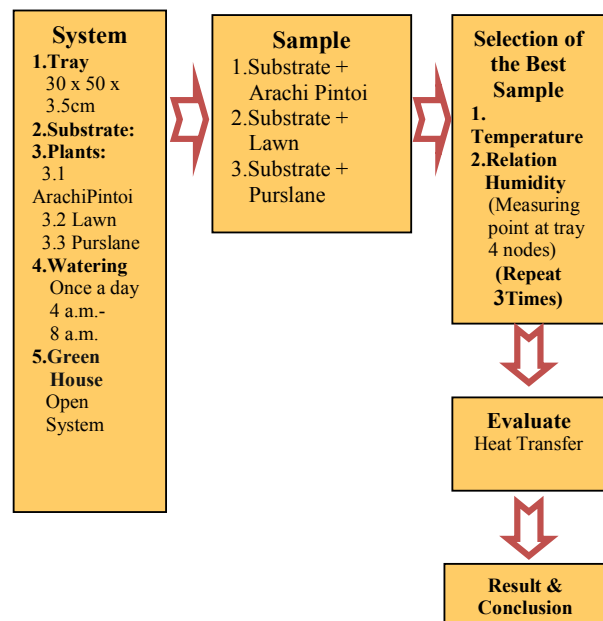 System
1.Tray
30 x 50 x
3.5cm
2.Substrate:
3.Plants:
3.1
ArachiPintoi
3.2 Lawn
3.3 Purslane
4.Watering
Once a day
4 a.m.-
8 a.m.
5.Green
House
Open
System
Sample
1.Substrate +
Arachi Pintoi
2.Substrate +
Lawn
3.Substrate +
Purslane
Selection of
the Best
Sample
1.
Temperature
2.Relation
Humidity
(Measuring
point at tray
4 nodes)
(Repeat
3Times)
Evaluate
Heat Transfer
Result &
Conclusion